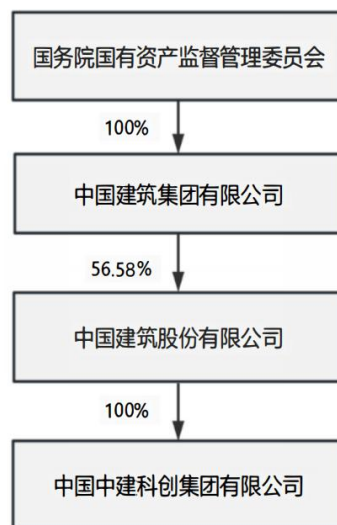 国务院国有资产监督管理委员会
100%
中国建筑集团有限公司
56.58%
中国建筑股份有限公司
100%
中国中建科创集团有限公司